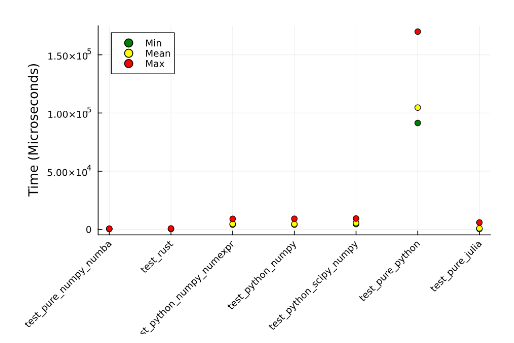 Min
Mean
Max
Time (Microseconds)
1.50×10⁵
1.00×10⁵
5.00×10⁴
0
test_pure_numpy_numba
test_rust
st_python_numpy_numexpr
test_python_numpy
test_python_scipy_numpy
test_pure_python
test_pure_julia